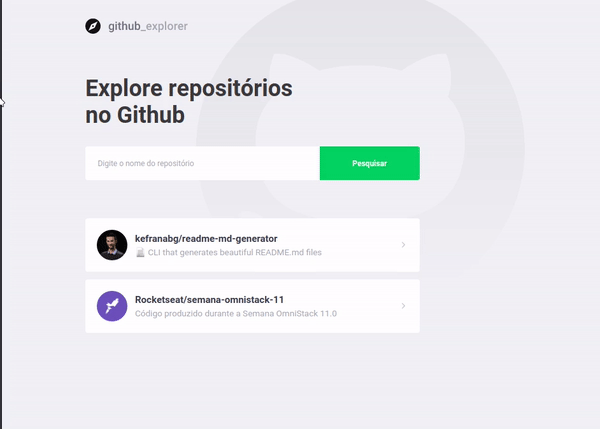 github_explorer
Explore repositórios
no Github
Digite o nome do repositório
Pesquisar
kefranabg/readme-md-generator
CLI that generates beautiful README.md files
Rocketseat/semana-omnistack-11
Código produzido durante a Semana OmniStack 11.0